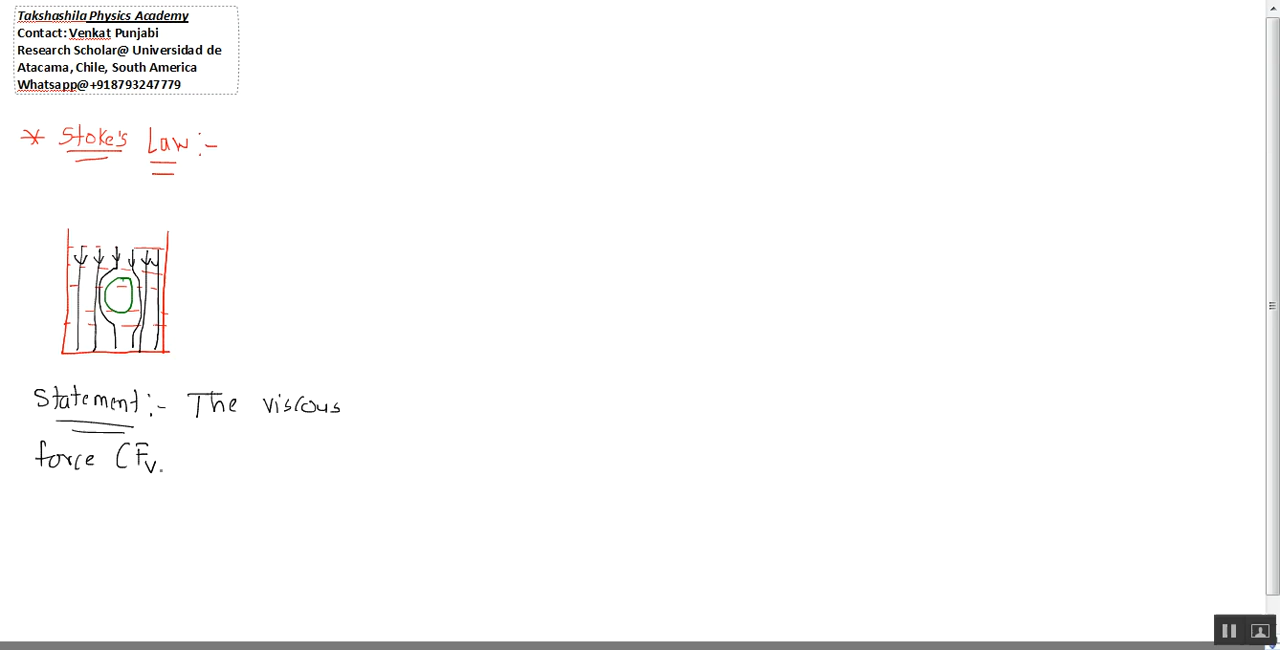 Takshashila Physics Academy
Contact: Venkat Punjabi
Research Scholar@ Universidad de
Atacama, Chile, South America
Whatsapp@+918793247779
* Stoke's Law :-
Statement :- The viscous
force (Fv.